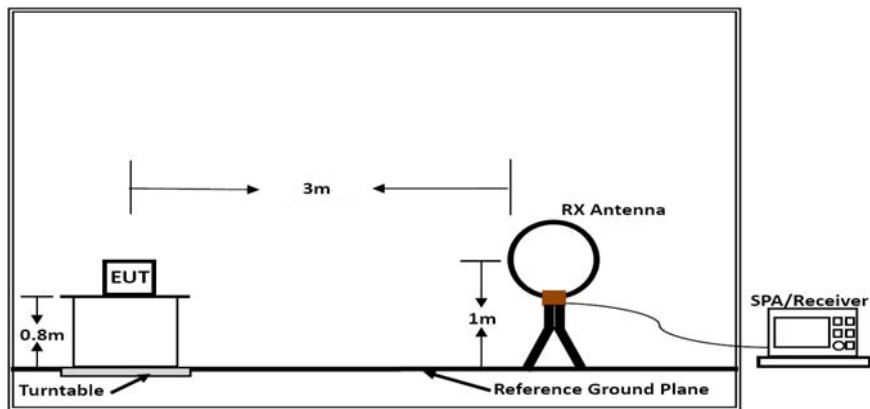 3m
RX Antenna
EUT
SPA/Receiver
0.8m
1m
Turntable
Reference Ground Plane